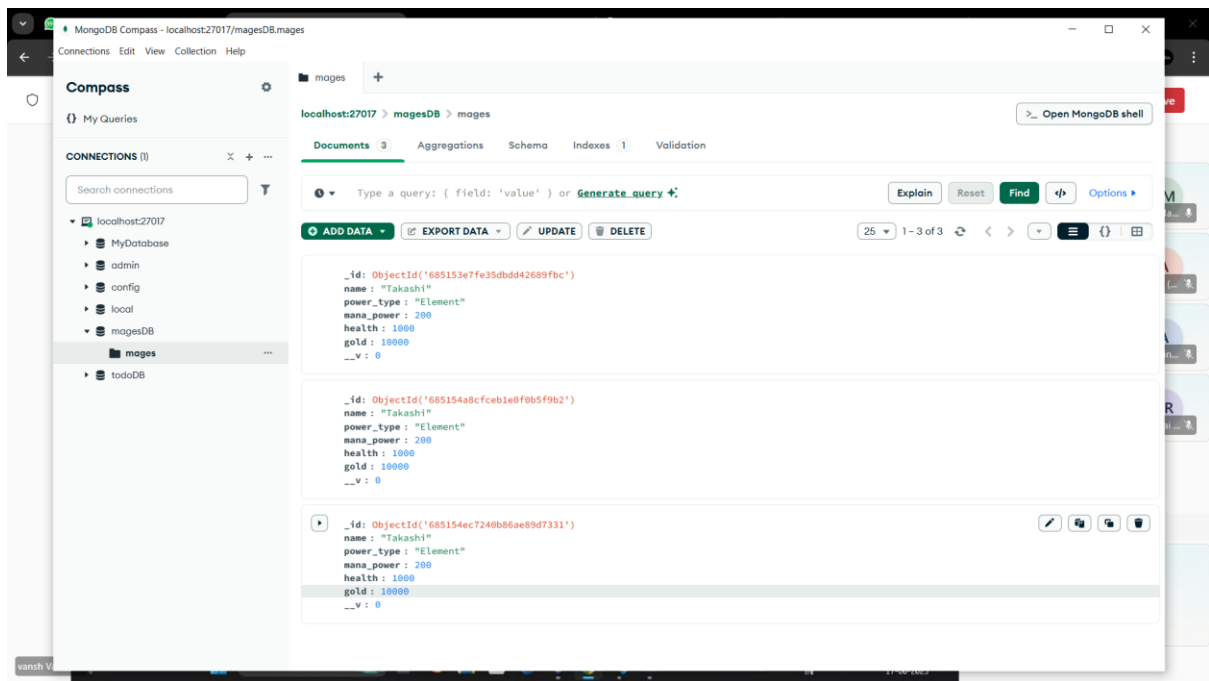 MongoDB Compass - localhost:27017/magesDB.mages
Connections Edit View Collection Help
Compass
{} My Queries
CONNECTIONS (1)
Search connections
localhost:27017
MyDatabase
admin
config
local
magesDB
mages
todoDB
mages
localhost:27017 > magesDB > mages
>_ Open MongoDB shell
Documents 3 Aggregations Schema Indexes 1 Validation
Type a query: { field: 'value' } or Generate query
Explain Reset Find </> Options
ADD DATA EXPORT DATA UPDATE DELETE
25 1 – 3 of 3 {}
_id: ObjectId('685153e7fe35dbdd42689fbc')
name : "Takashi"
power_type : "Element"
mana_power : 200
health : 1000
gold : 10000
__v : 0
_id: ObjectId('685154a8cfceb1e0f0b5f9b2')
name : "Takashi"
power_type : "Element"
mana_power : 200
health : 1000
gold : 10000
__v : 0
_id: ObjectId('685154ec7240b86ae89d7331')
name : "Takashi"
power_type : "Element"
mana_power : 200
health : 1000
gold : 10000
__v : 0
vansh